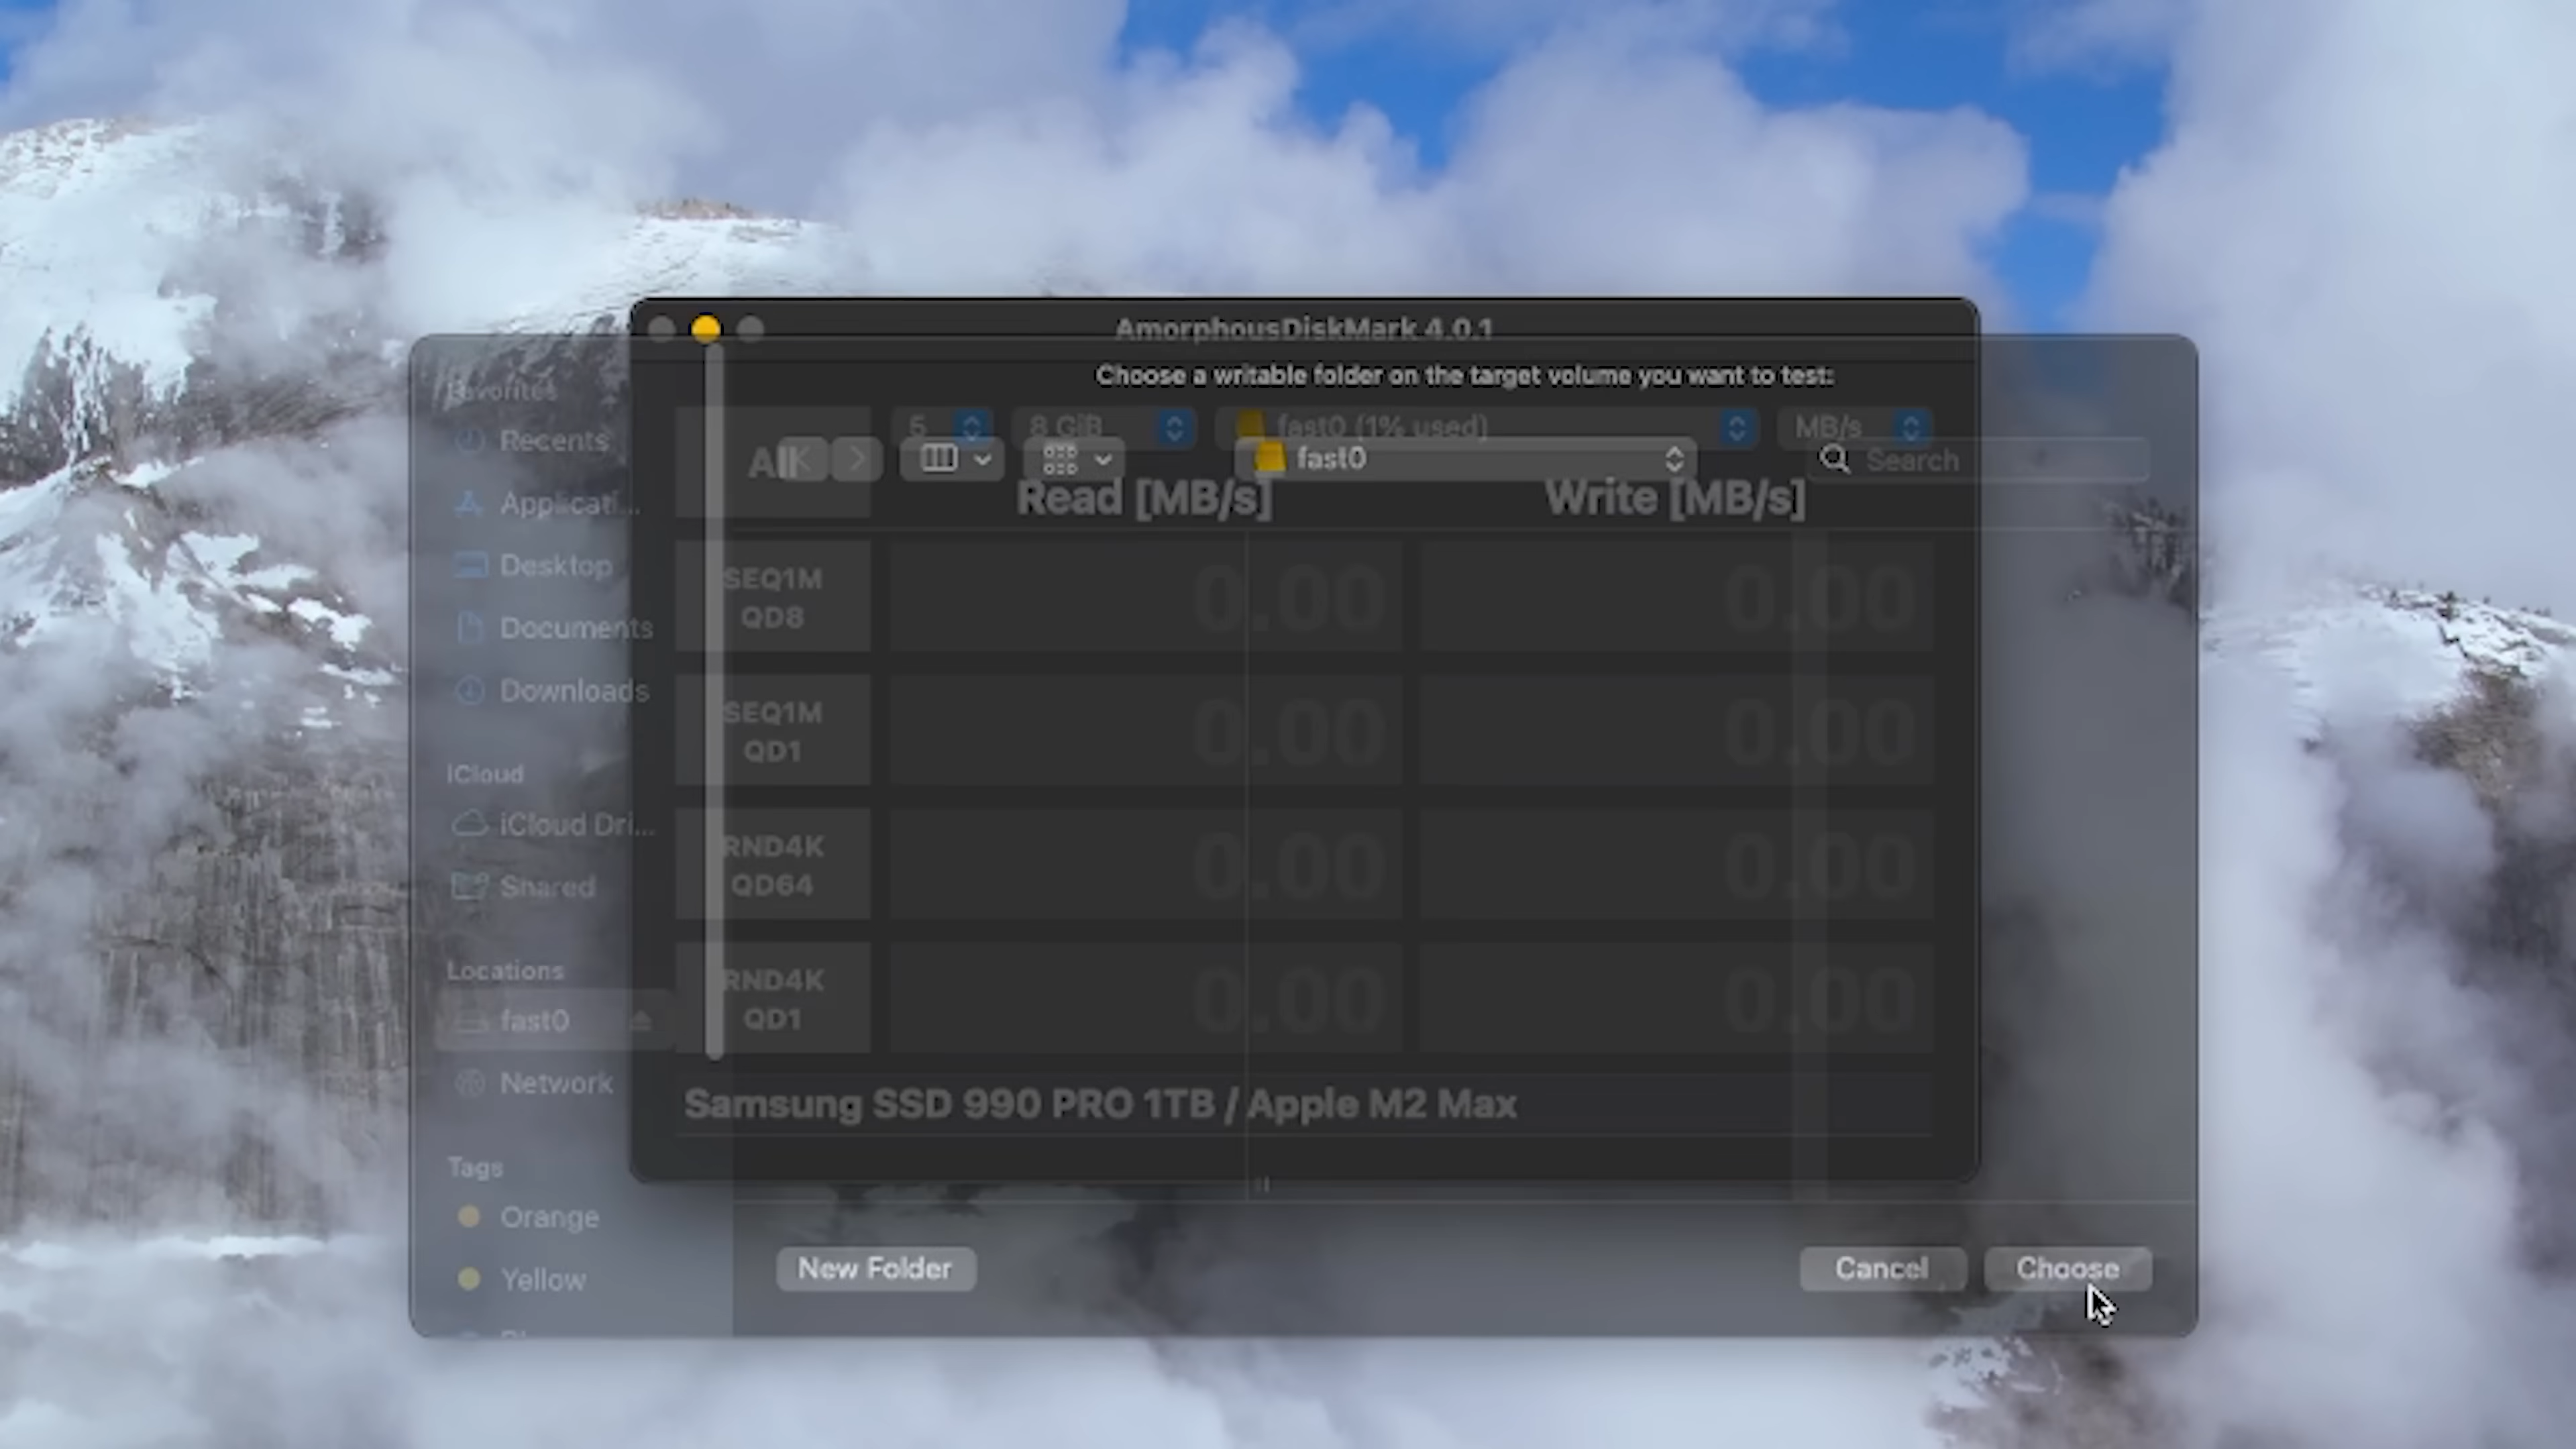 AmorphousDiskMark 4.0.1
Choose a writable folder on the target volume you want to test:
5 8 GiB fast0 (1% used) MB/s
All
fast0
Search
Read [MB/s] Write [MB/s]
SEQ1M
QD8
0.00 0.00
SEQ1M
QD1
0.00 0.00
RND4K
QD64
0.00 0.00
RND4K
QD1
0.00 0.00
Samsung SSD 990 PRO 1TB / Apple M2 Max
Favorites
Recents
Applicati...
Desktop
Documents
Downloads
iCloud
iCloud Dri...
Shared
Locations
fast0
Network
Tags
Orange
Yellow
New Folder
Cancel
Choose